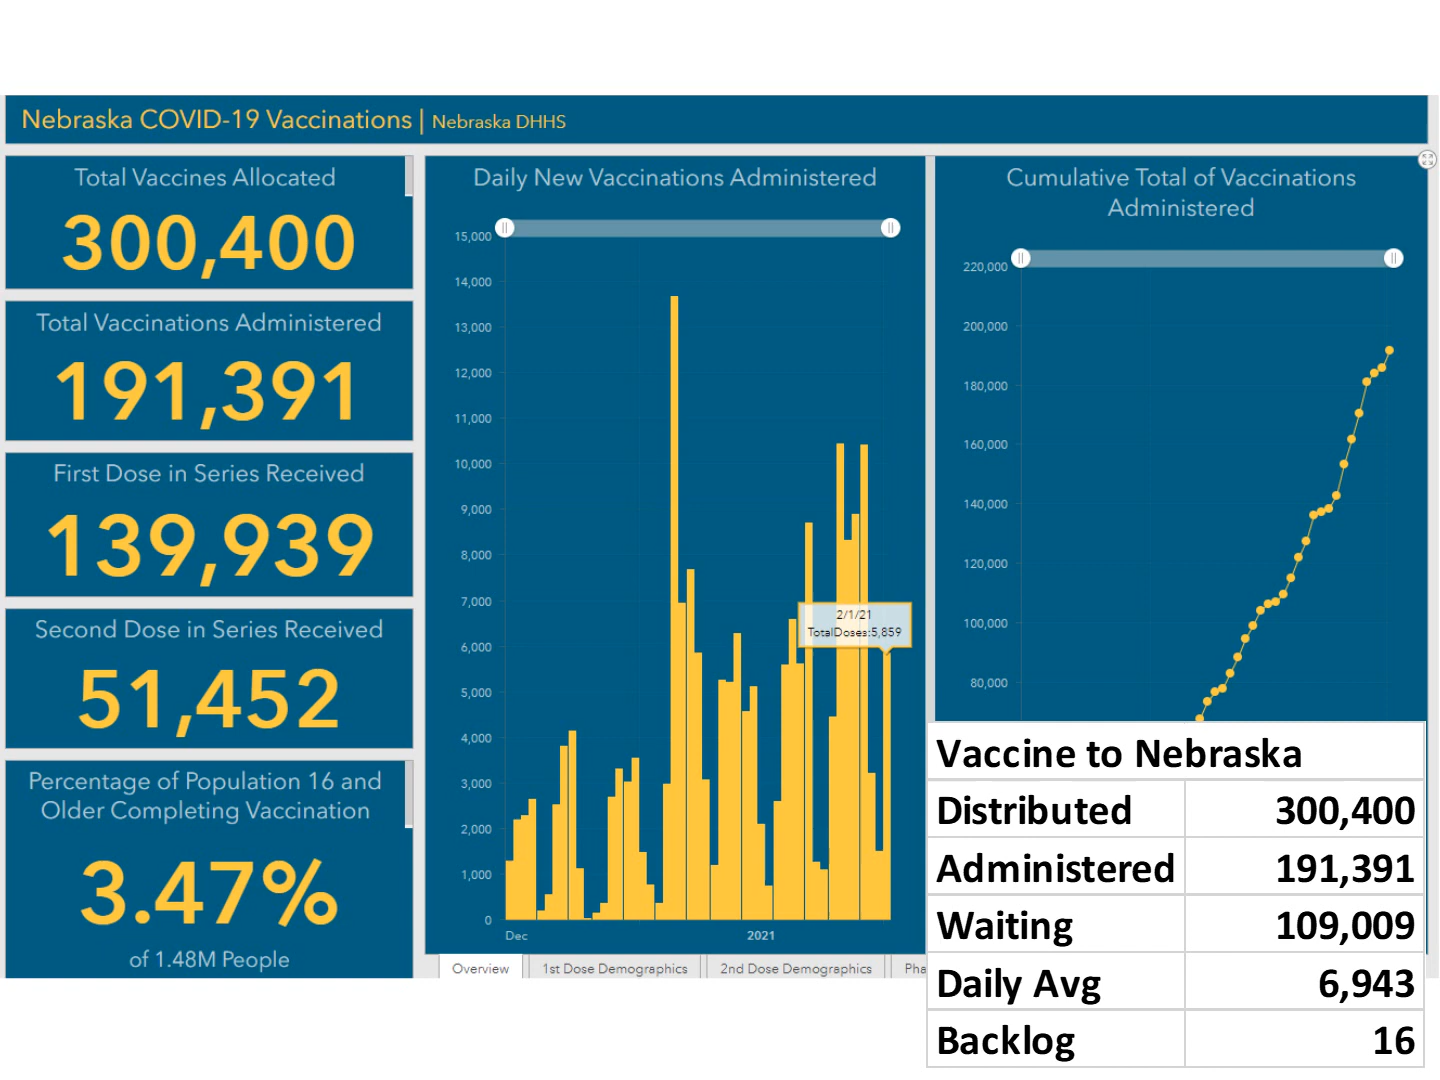 Nebraska COVID-19 Vaccinations | Nebraska DHHS
Total Vaccines Allocated
300,400
Total Vaccinations Administered
191,391
First Dose in Series Received
139,939
Second Dose in Series Received
51,452
Percentage of Population 16 and
Older Completing Vaccination
3.47%
of 1.48M People
Daily New Vaccinations Administered
15,000
14,000
13,000
12,000
11,000
10,000
9,000
8,000
7,000
6,000
5,000
4,000
3,000
2,000
1,000
0
2/1/21
TotalDoses:5,859
Dec 2021
Overview 1st Dose Demographics 2nd Dose Demographics Pha
Cumulative Total of Vaccinations
Administered
220,000
200,000
180,000
160,000
140,000
120,000
100,000
80,000
Vaccine to Nebraska
Distributed 300,400
Administered 191,391
Waiting 109,009
Daily Avg 6,943
Backlog 16